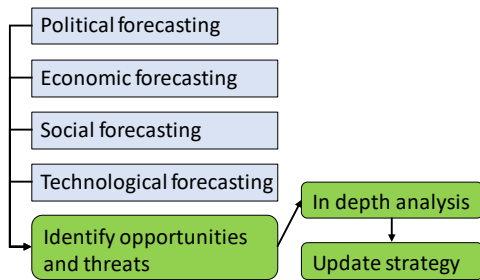 Political forecasting
Economic forecasting
Social forecasting
Technological forecasting
In depth analysis
Identify opportunities
and threats
Update strategy